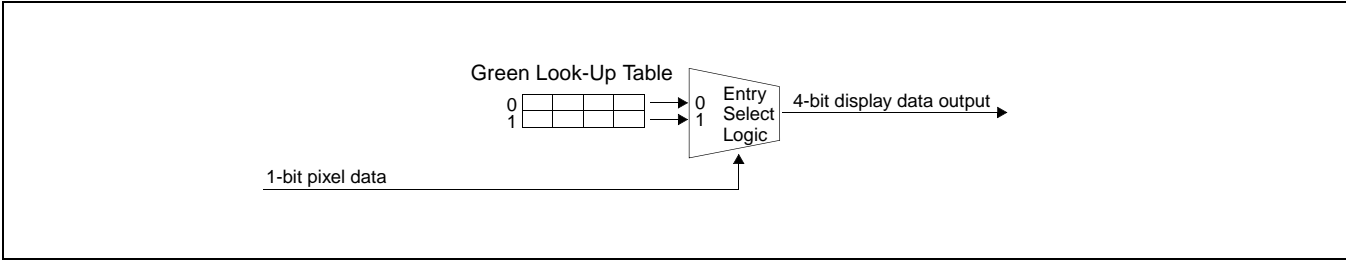 Green Look-Up Table
0
1
0
1
Entry
Select
Logic
4-bit display data output
1-bit pixel data